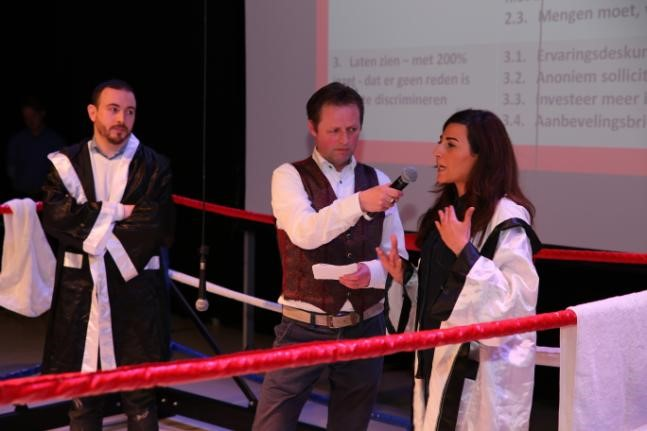 2.3. Mengen moet,
3. Laten zien – met 200%
- dat er geen reden is
discrimineren
3.1. Ervaringsdeskun
3.2. Anoniem sollicit
3.3. Investeer meer i
3.4. Aanbevelingsbri